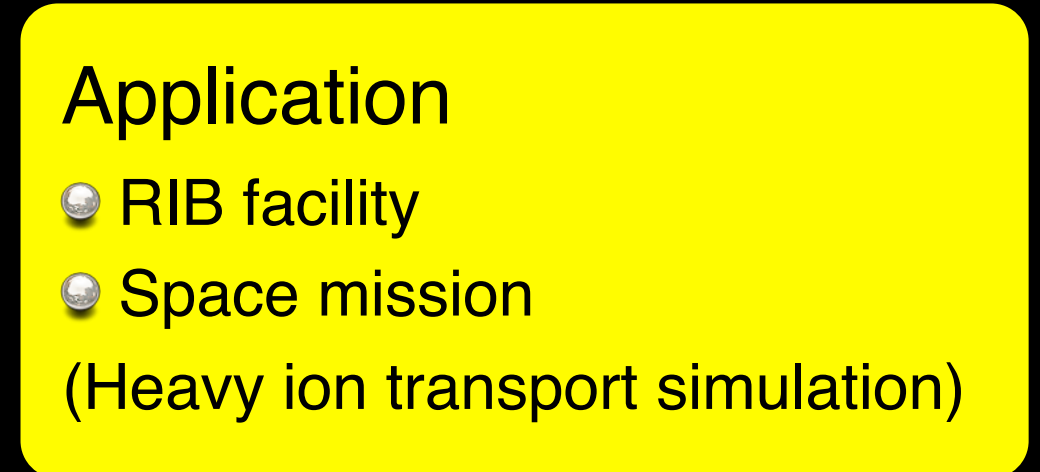 Application
RIB facility
Space mission
(Heavy ion transport simulation)